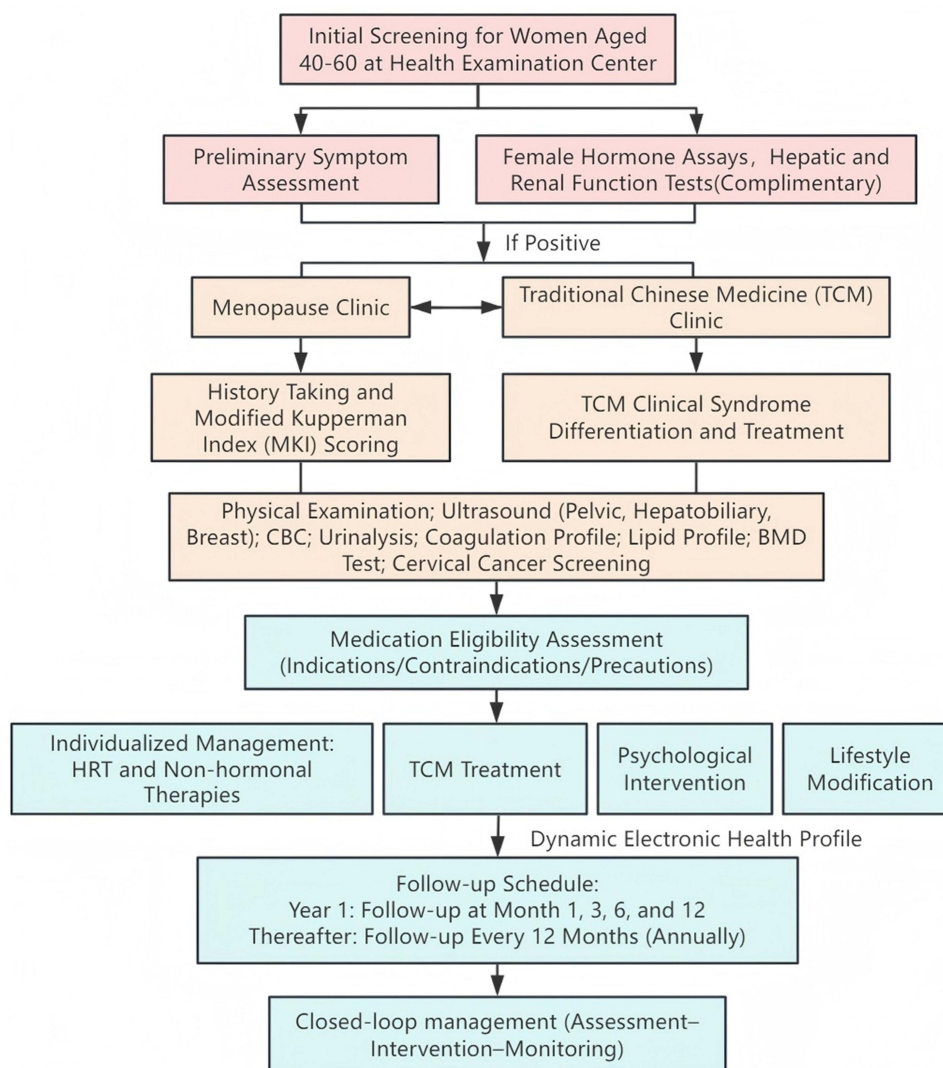 Initial Screening for Women Aged
40-60 at Health Examination Center
Preliminary Symptom
Assessment
Female Hormone Assays, Hepatic and
Renal Function Tests(Complimentary)
If Positive
Menopause Clinic
Traditional Chinese Medicine (TCM)
Clinic
History Taking and
Modified Kupperman
Index (MKI) Scoring
TCM Clinical Syndrome
Differentiation and Treatment
Physical Examination; Ultrasound (Pelvic, Hepatobiliary,
Breast); CBC; Urinalysis; Coagulation Profile; Lipid Profile; BMD
Test; Cervical Cancer Screening
Medication Eligibility Assessment
(Indications/Contraindications/Precautions)
Individualized Management:
HRT and Non-hormonal
Therapies
TCM Treatment
Psychological
Intervention
Lifestyle
Modification
Dynamic Electronic Health Profile
Follow-up Schedule:
Year 1: Follow-up at Month 1, 3, 6, and 12
Thereafter: Follow-up Every 12 Months (Annually)
Closed-loop management (Assessment–
Intervention–Monitoring)